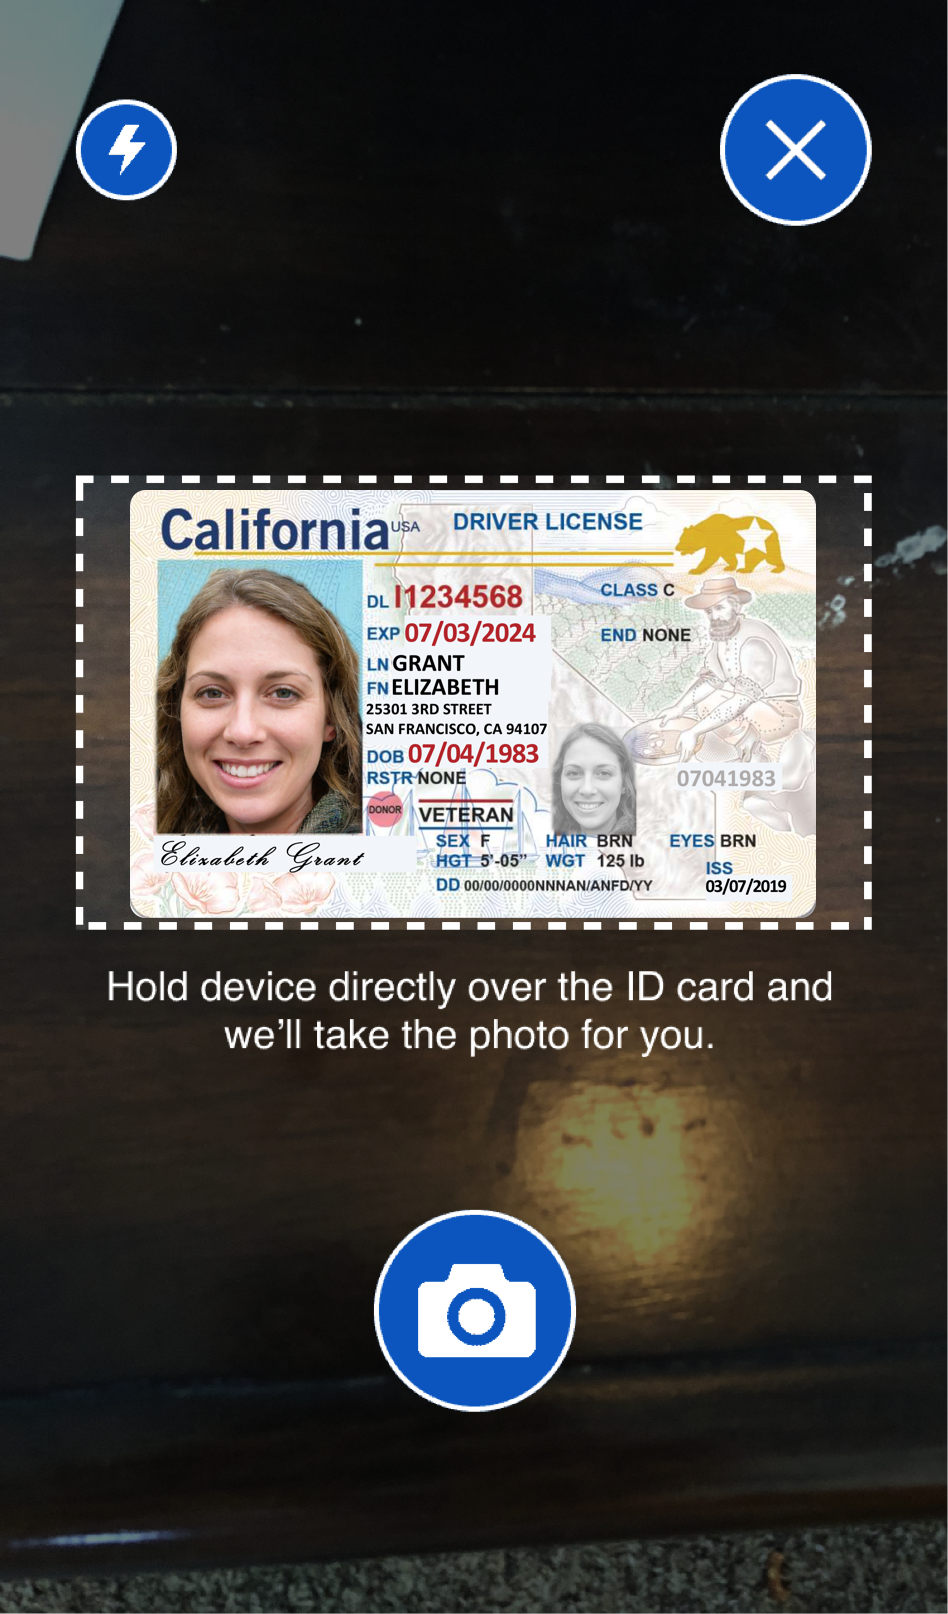 California USA DRIVER LICENSE
DL I1234568 CLASS C
EXP 07/03/2024 END NONE
LN GRANT
FN ELIZABETH
25301 3RD STREET
SAN FRANCISCO, CA 94107
DOB 07/04/1983
RSTR NONE 07041983
DONOR VETERAN
SEX F HAIR BRN EYES BRN
HGT 5'-05" WGT 125 lb ISS
DD 00/00/0000NNNAN/ANFD/YY 03/07/2019
Elizabeth Grant
Hold device directly over the ID card and
we'll take the photo for you.